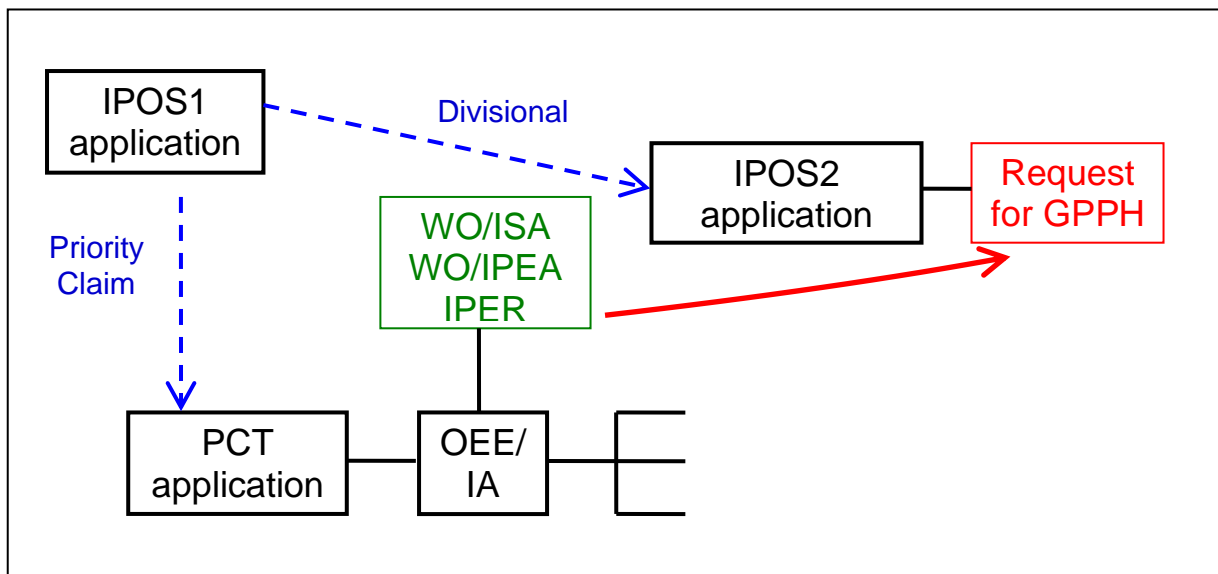 IPOS1
application
Divisional
IPOS2
application
Request
for GPPH
Priority
Claim
WO/ISA
WO/IPEA
IPER
PCT
application
OEE/
IA